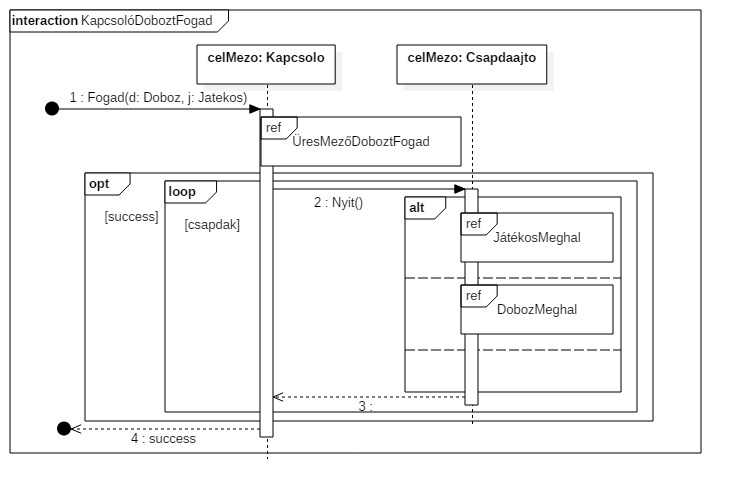 interaction KapcsolóDoboztFogad
celMezo: Kapcsolo
celMezo: Csapdaajto
1 : Fogad(d: Doboz, j: Jatekos)
ref
ÜresMezőDoboztFogad
opt
loop
[success]
[csapdak]
2 : Nyit()
alt
ref
JátékosMeghal
ref
DobozMeghal
3 :
4 : success